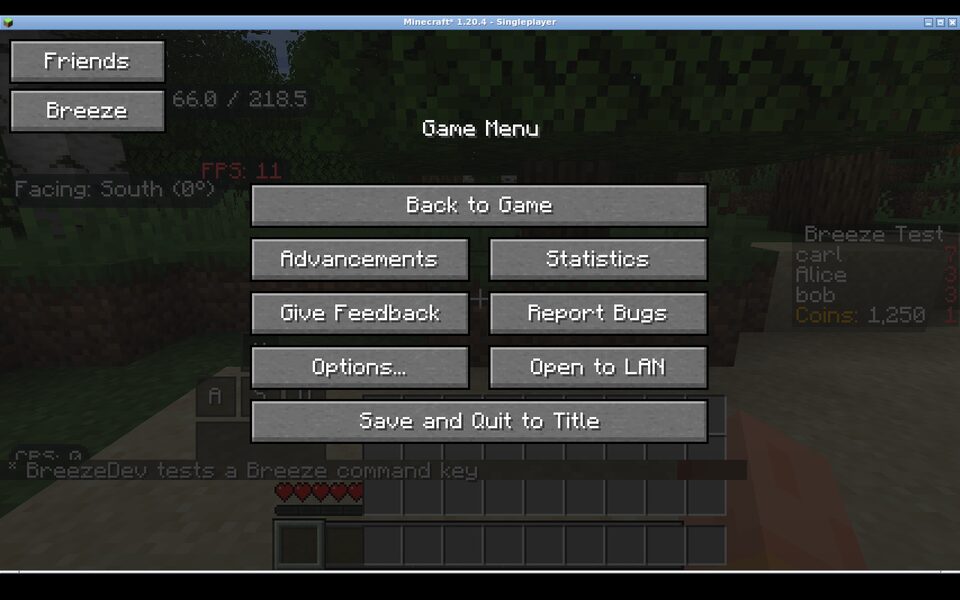 Minecraft* 1.20.4 - Singleplayer
Friends
Breeze
66.0 / 218.5
Game Menu
FPS: 11
Facing: South (0°)
Back to Game
Advancements
Statistics
Give Feedback
Report Bugs
Options...
Open to LAN
Save and Quit to Title
Breeze Test
carl
Alice
bob
Coins: 1,250
A
CPS: 0
* BreezeDev tests a Breeze command key